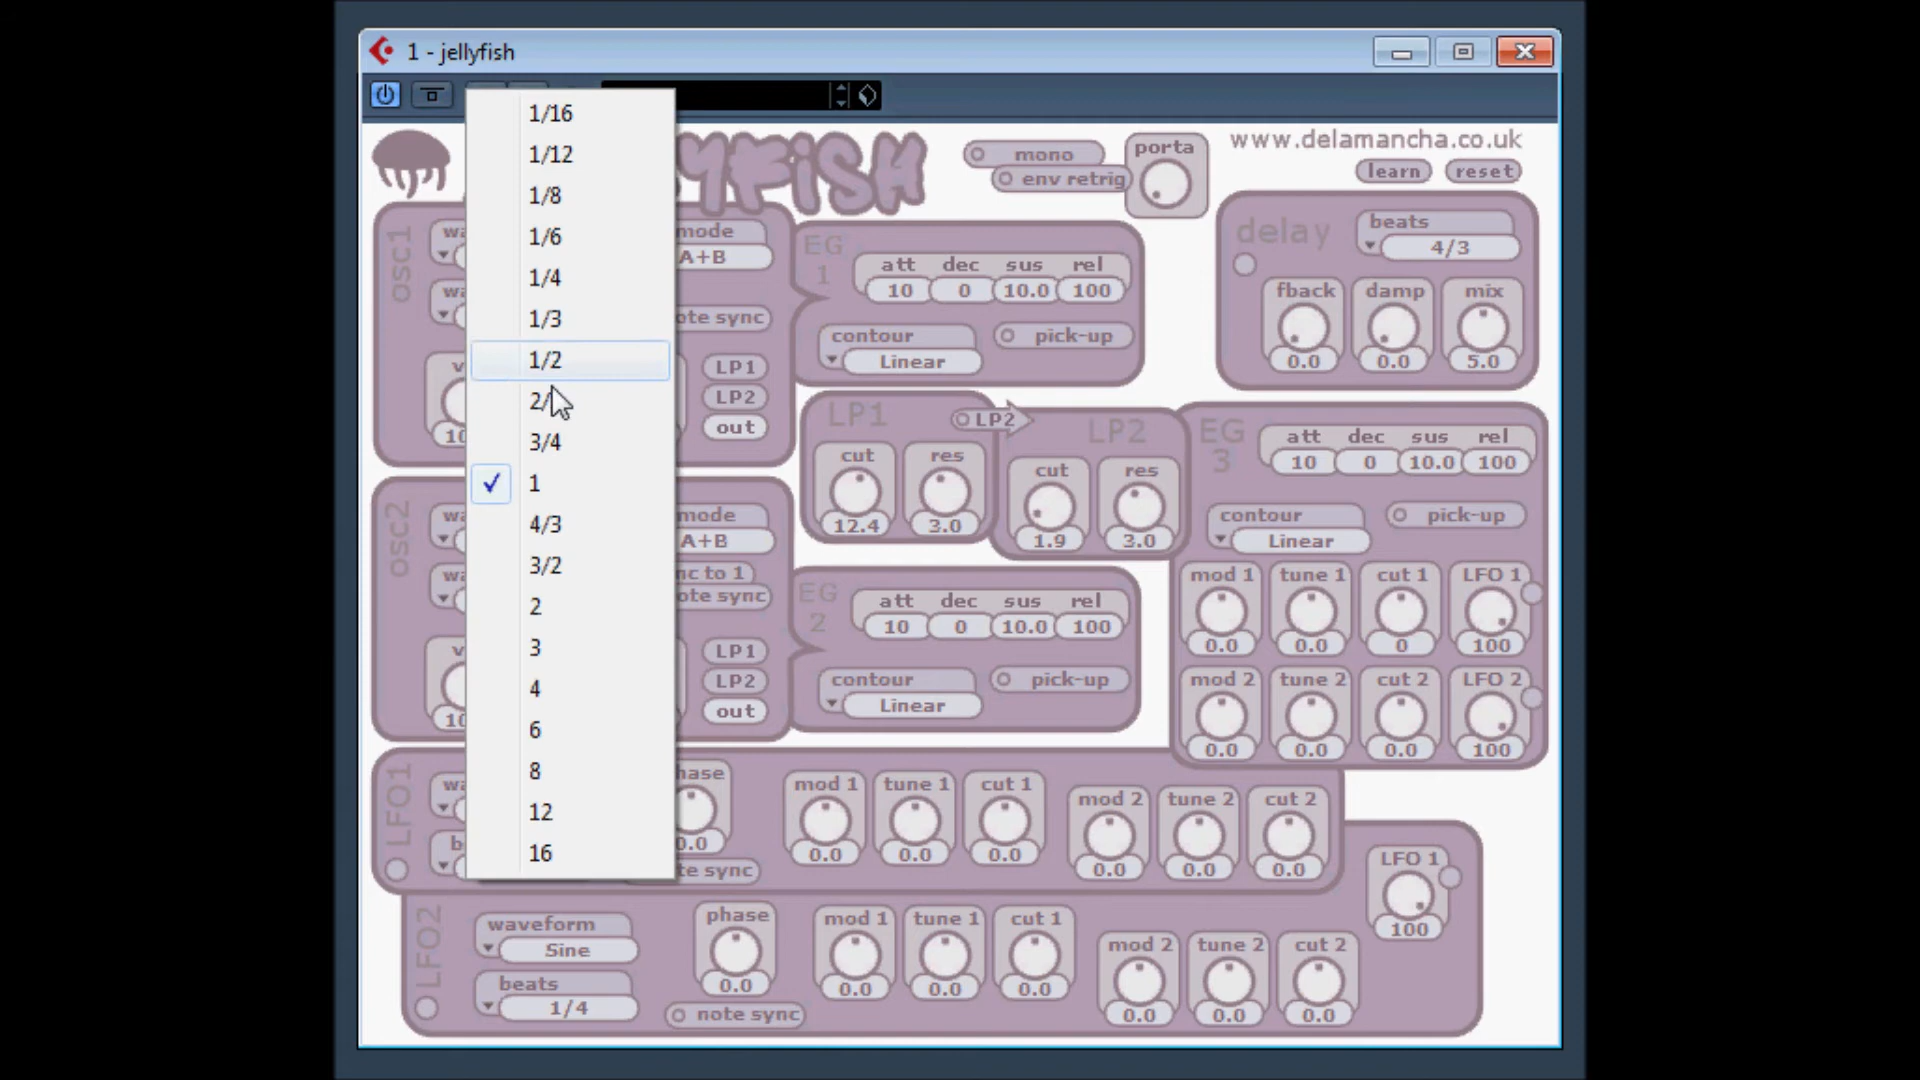 1 - jellyfish
1/16
1/12
1/8
1/6
1/4
1/3
1/2
3/4
1
4/3
3/2
2
3
4
6
8
12
16
mono
env retrig
porta
www.delamancha.co.uk
learn
reset
osc1
mode
A+B
LP1
LP2
out
EG
1
att dec sus rel
10 0 10.0 100
contour
Linear
pick-up
delay
beats
4/3
fback damp mix
0.0 0.0 5.0
LP1
cut res
12.4 3.0
LP2
LP2
cut res
1.9 3.0
EG
3
att dec sus rel
10 0 10.0 100
contour
Linear
pick-up
mod 1 tune 1 cut 1 LFO 1
0.0 0.0 0 100
mod 2 tune 2 cut 2 LFO 2
0.0 0.0 0.0 100
osc2
mode
A+B
LP1
LP2
out
EG
2
att dec sus rel
10 0 10.0 100
contour
Linear
pick-up
LFO1
mod 1 tune 1 cut 1
0.0 0.0 0.0
mod 2 tune 2 cut 2
0.0 0.0 0.0
LFO 1
100
LFO2
waveform
Sine
beats
1/4
phase
0.0
note sync
mod 1 tune 1 cut 1
0.0 0.0 0.0
mod 2 tune 2 cut 2
0.0 0.0 0.0